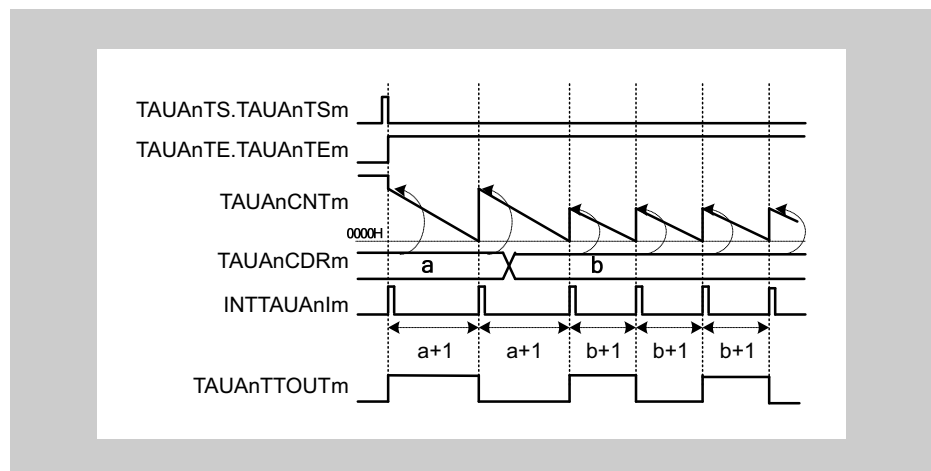 TAUAnTS.TAUAnTSm
TAUAnTE.TAUAnTEm
TAUAnCNTm
0000H
TAUAnCDRm
a
b
INTTAUAnIm
a+1
a+1
b+1
b+1
b+1
TAUAnTTOUTm